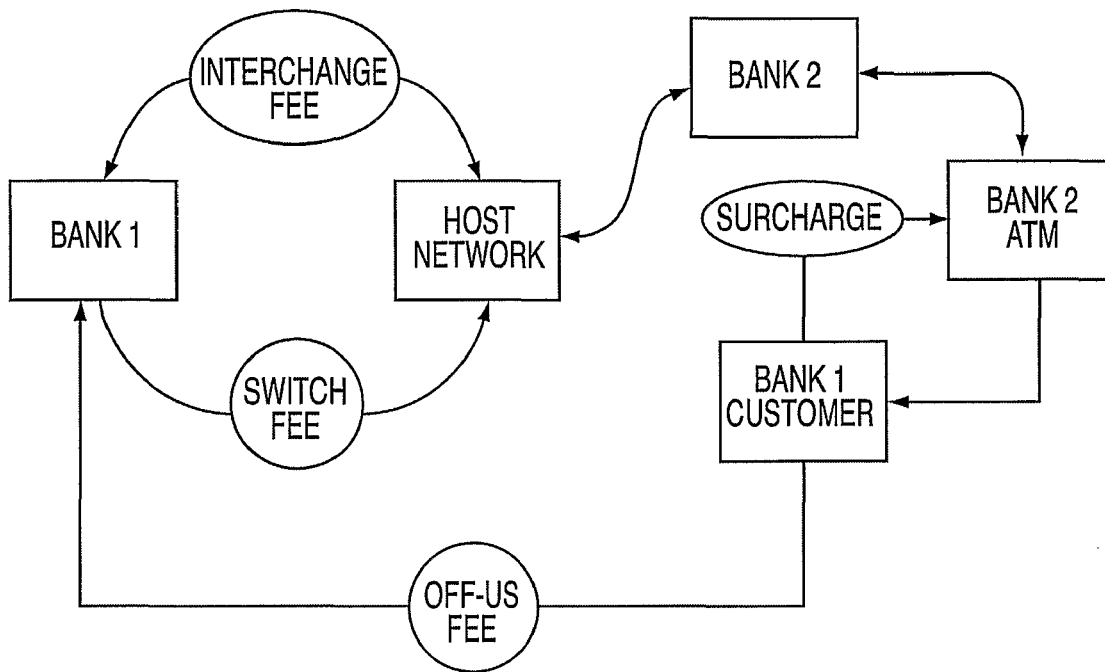 INTERCHANGE
FEE
BANK 2
BANK 1
HOST
NETWORK
SURCHARGE
BANK 2
ATM
SWITCH
FEE
BANK 1
CUSTOMER
OFF-US
FEE